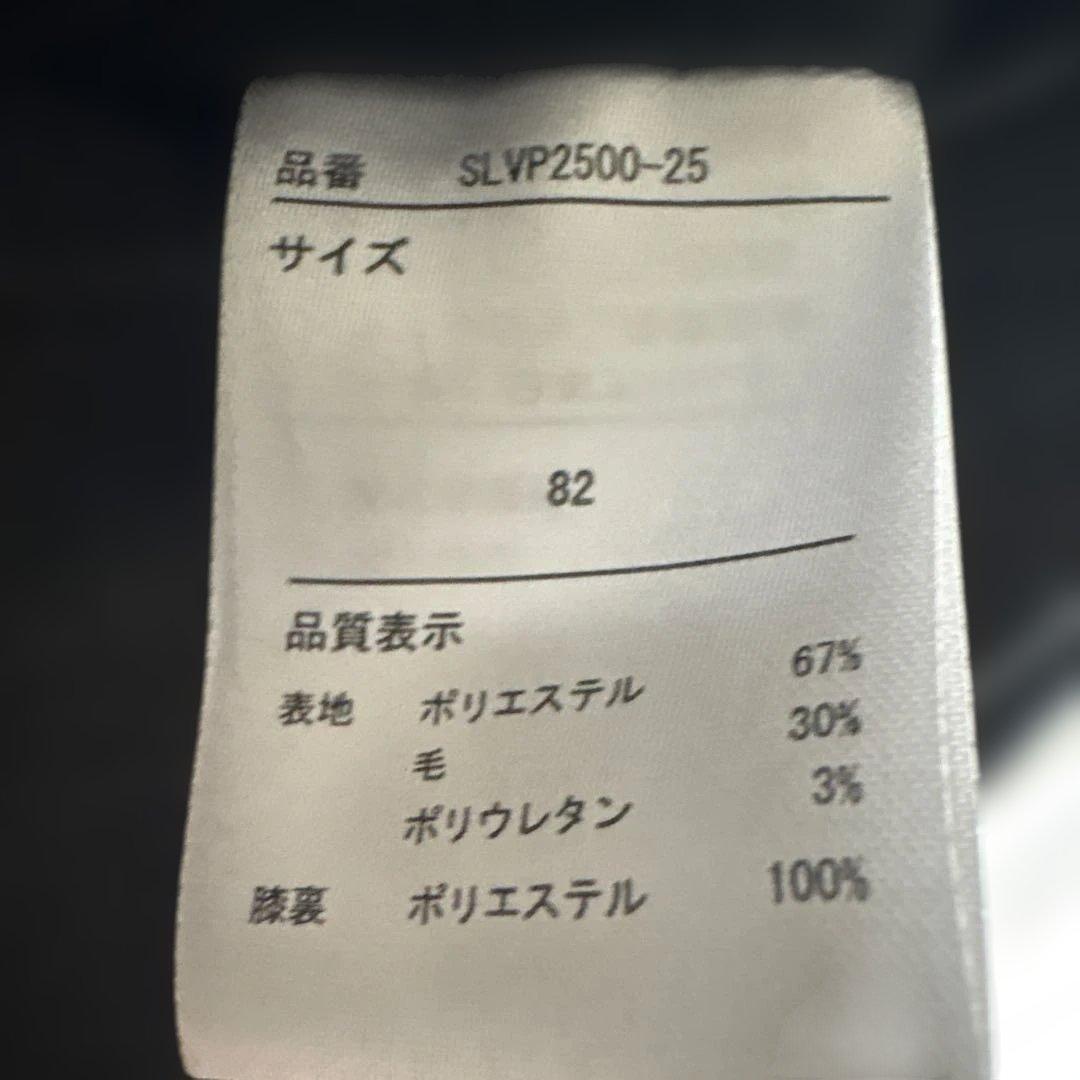 品番 SLVP2500-25
サイズ
82
品質表示
表地 ポリエステル 67%
毛 30%
ポリウレタン 3%
膝裏 ポリエステル 100%